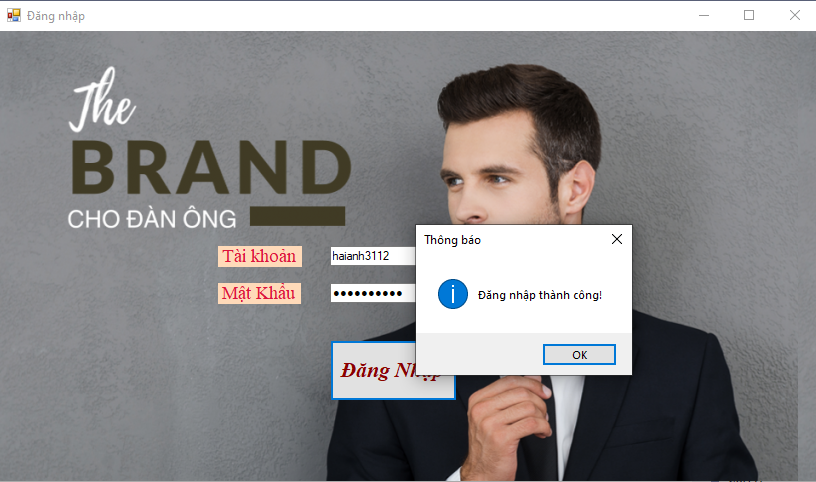 Đăng nhập
The
BRAND
CHO ĐÀN ÔNG
Tài khoản
haianh3112
Mật Khẩu
••••••••••
Đăng Nhập
Thông báo
Đăng nhập thành công!
OK